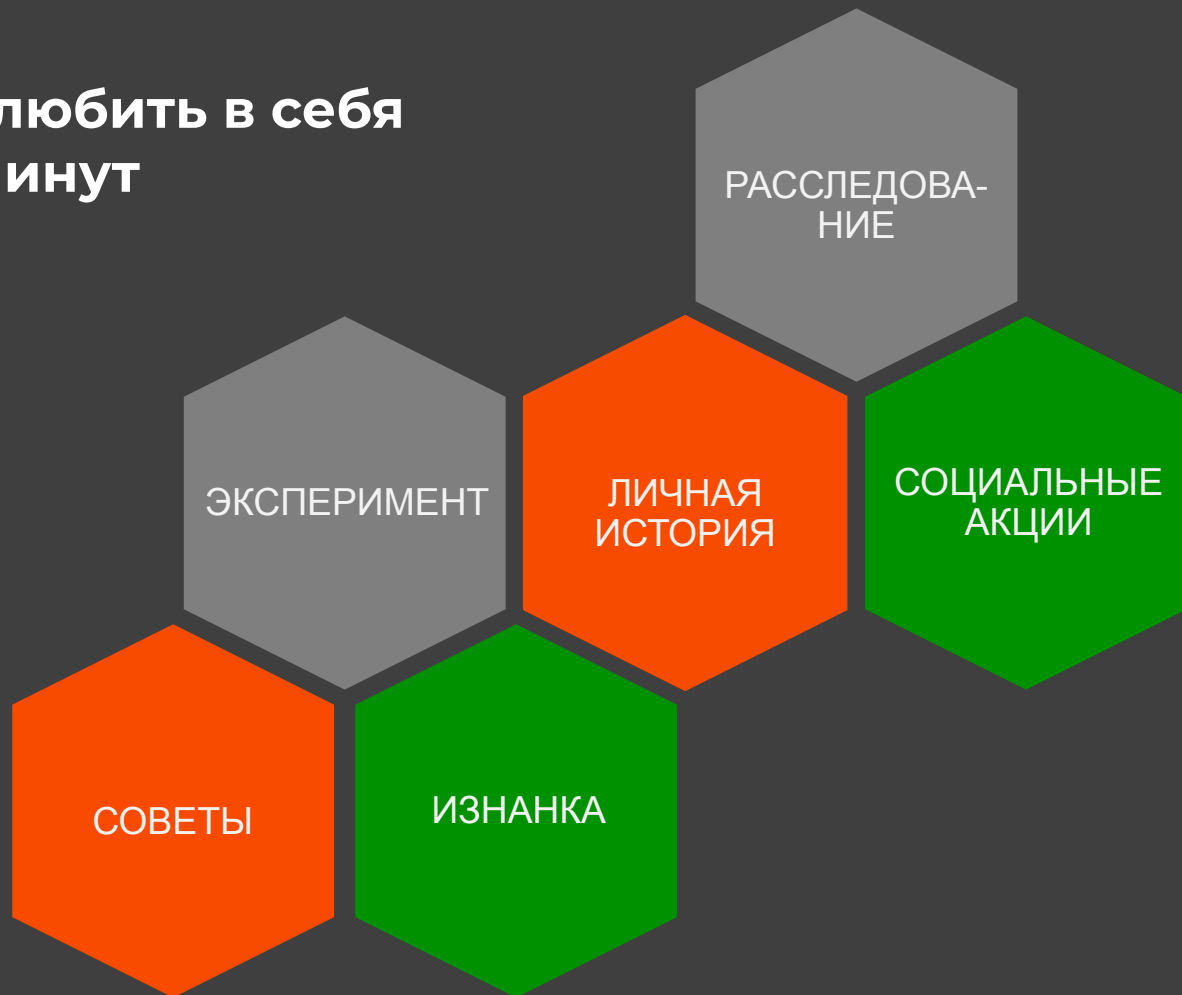 любить в себя
инут
РАССЛЕДОВА-
НИЕ
ЭКСПЕРИМЕНТ
ЛИЧНАЯ
ИСТОРИЯ
СОЦИАЛЬНЫЕ
АКЦИИ
СОВЕТЫ
ИЗНАНКА